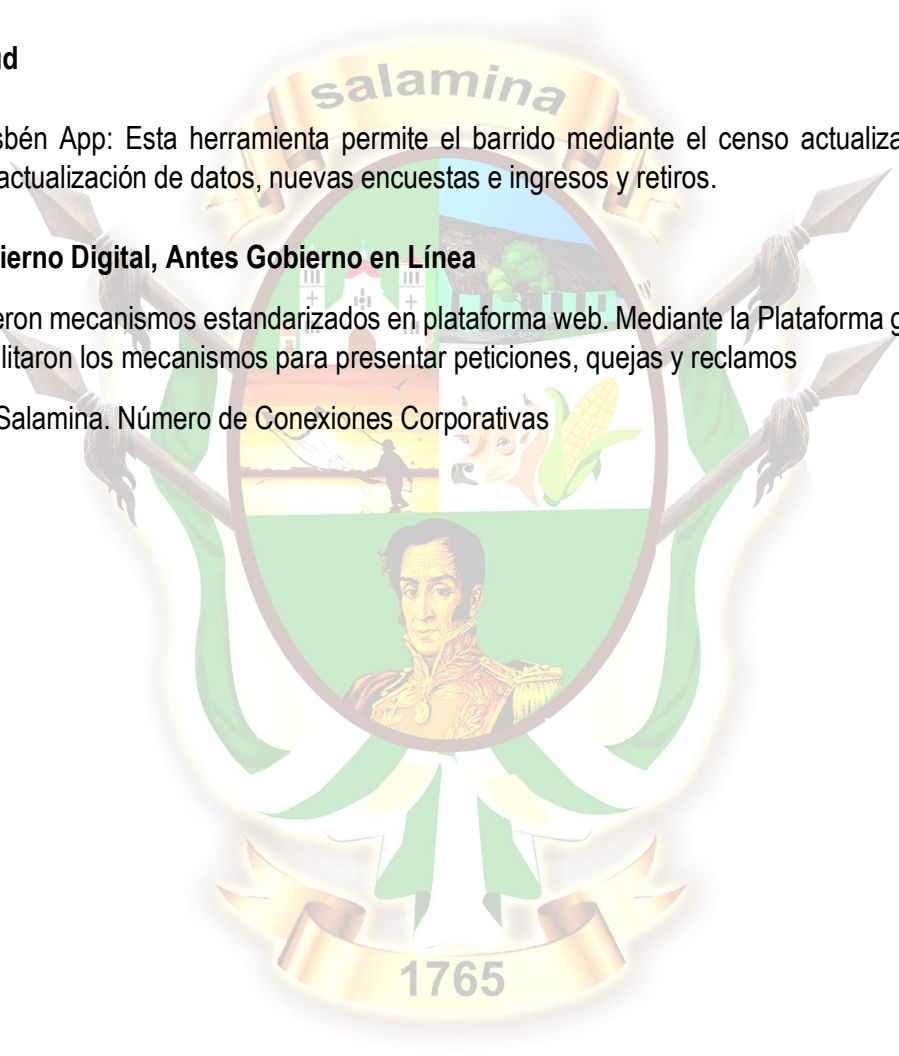 ud
salamina
sbén App: Esta herramienta permite el barrido mediante el censo actualiza
actualización de datos, nuevas encuestas e ingresos y retiros.
ierno Digital, Antes Gobierno en Línea
eron mecanismos estandarizados en plataforma web. Mediante la Plataforma g
litaron los mecanismos para presentar peticiones, quejas y reclamos
Salamina. Número de Conexiones Corporativas
1765